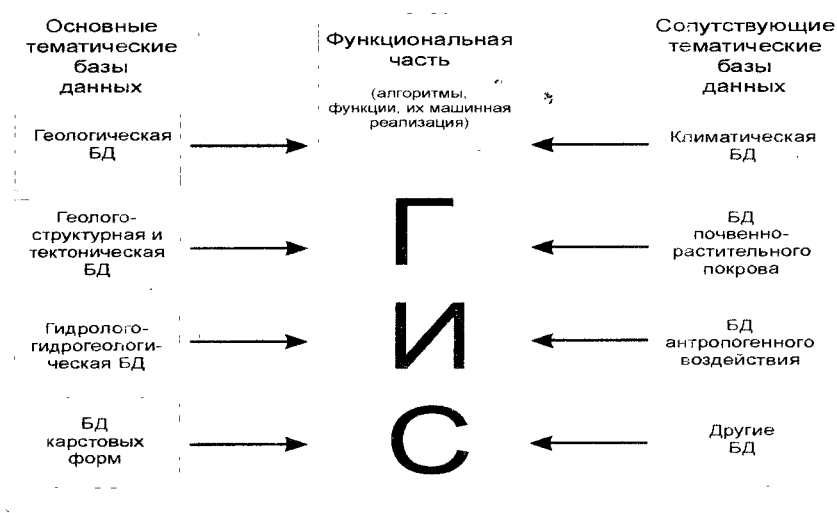 Основные
тематические
базы
данных
Функциональная
часть
(алгоритмы,
функции, их машинная
реализация)
Сопутствующие
тематические
базы
данных
Геологическая
БД
Климатическая
БД
Геолого-
структурная и
тектоническая
БД
БД
почвенно-
растительного
покрова
Гидролого-
гидрогеологи-
ческая БД
БД
антропогенного
воздействия
БД
карстовых
форм
Другие
БД
Г
И
С